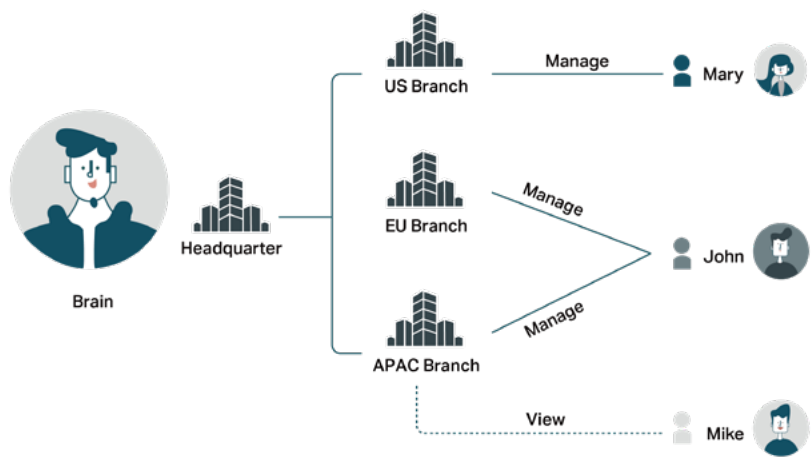 US Branch
Manage
Mary
Brain
Headquarter
EU Branch
Manage
John
Manage
APAC Branch
View
Mike